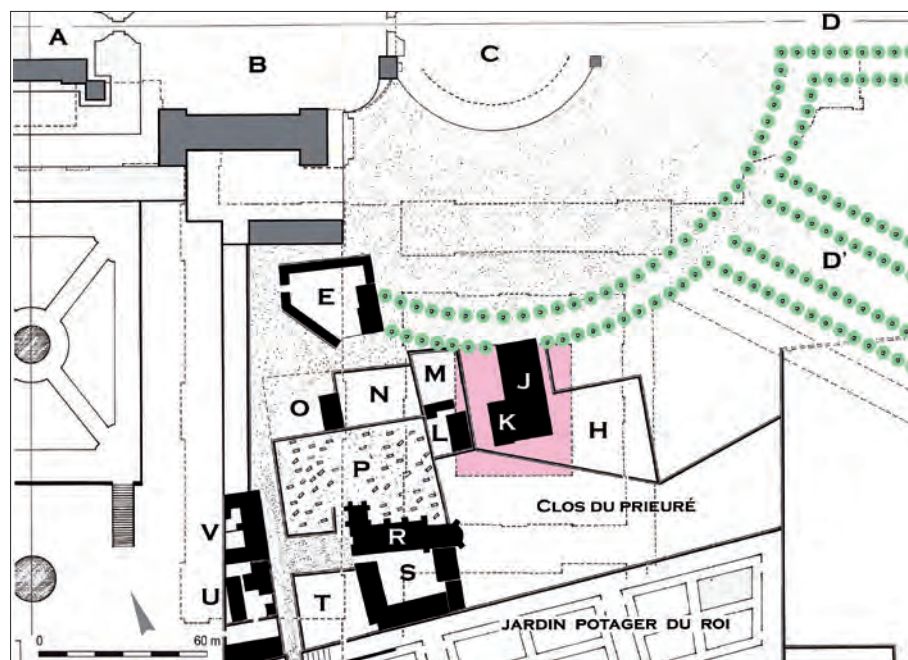 A
B
C
D
D'
E
M
J
O
N
K
L
H
P
CLOS DU PRIEURÉ
V
R
S
U
T
JARDIN POTAGER DU ROI
0
60 m